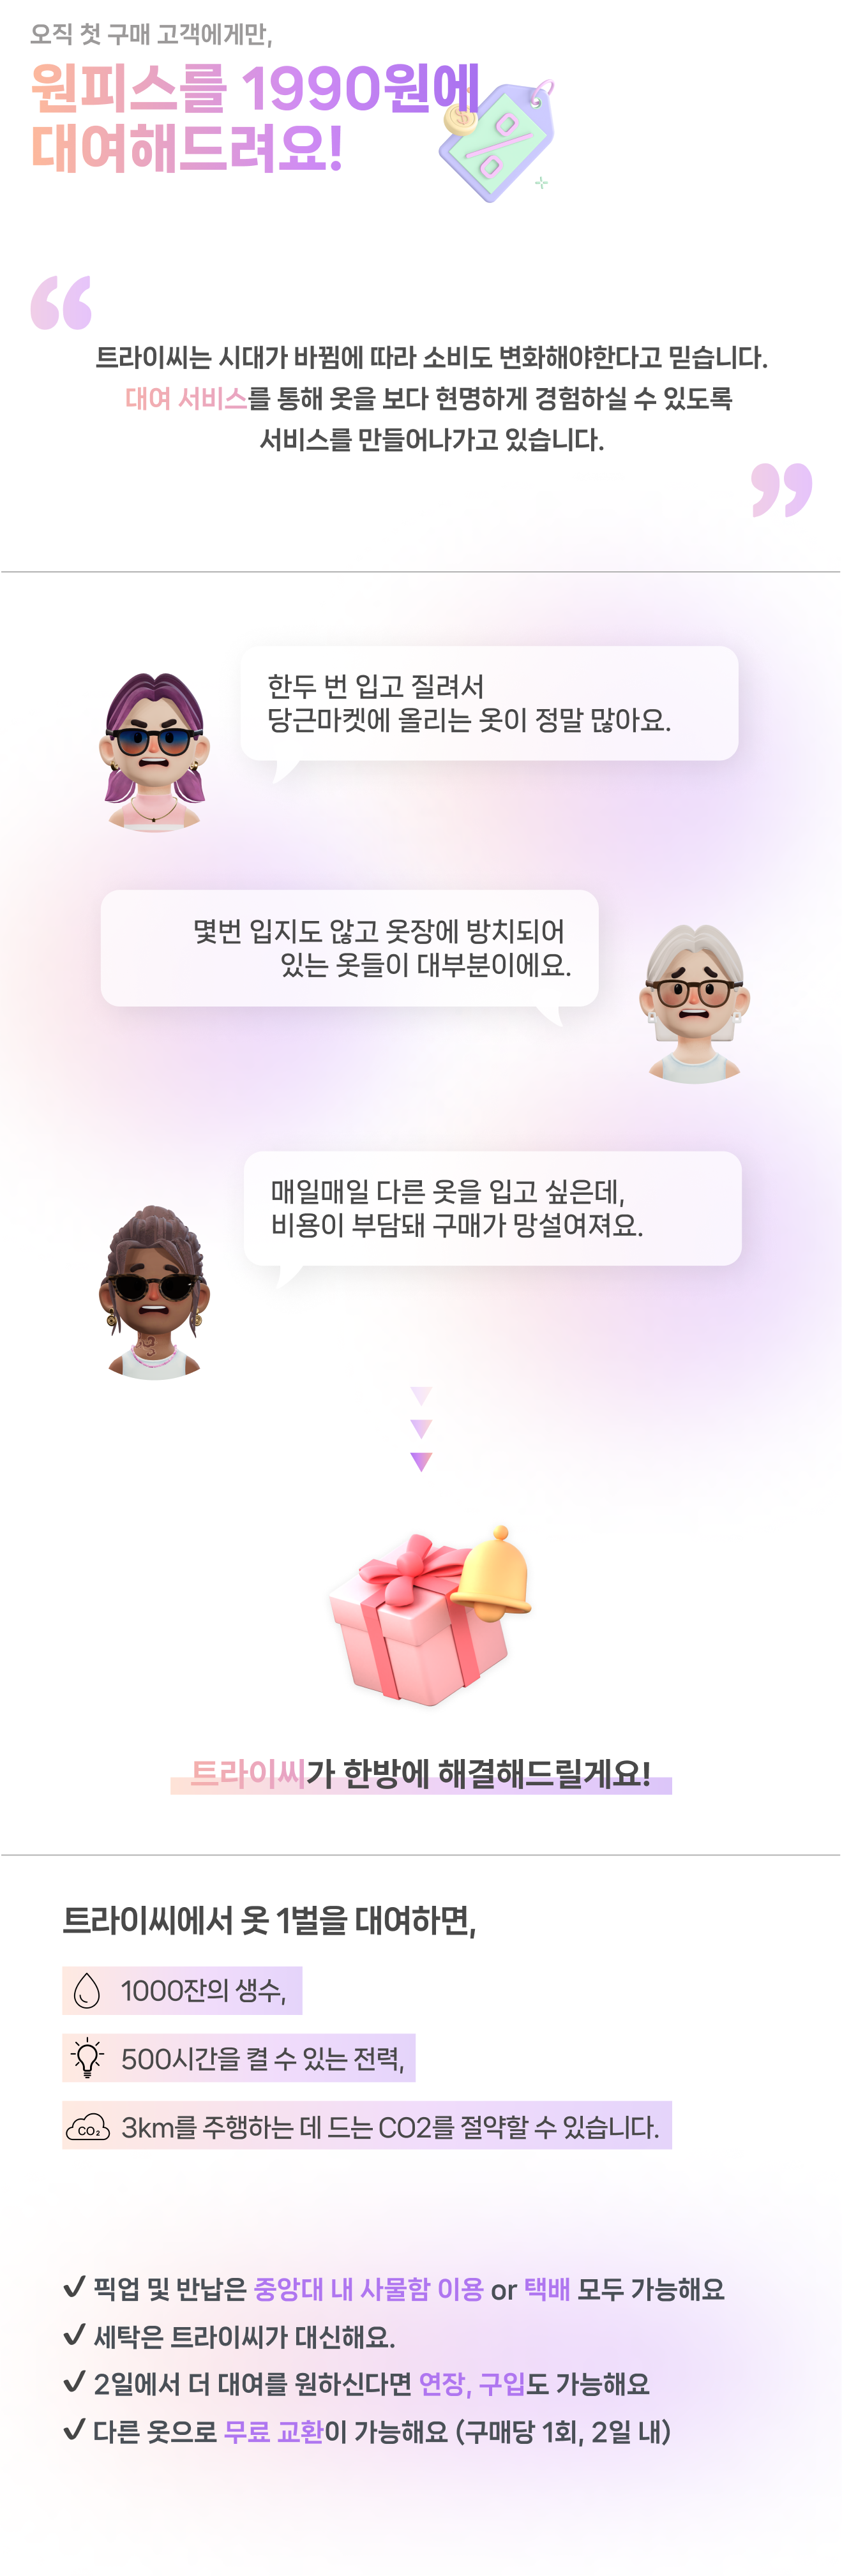 오직 첫 구매 고객에게만,
원피스를 1990원에
대여해드려요!
“
트라이씨는 시대가 바뀜에 따라 소비도 변화해야한다고 믿습니다.
대여 서비스를 통해 옷을 보다 현명하게 경험하실 수 있도록
서비스를 만들어나가고 있습니다.
”
한두 번 입고 질려서
당근마켓에 올리는 옷이 정말 많아요.
몇번 입지도 않고 옷장에 방치되어
있는 옷들이 대부분이에요.
매일매일 다른 옷을 입고 싶은데,
비용이 부담돼 구매가 망설여져요.
트라이씨가 한방에 해결해드릴게요!
트라이씨에서 옷 1벌을 대여하면,
1000잔의 생수,
500시간을 켤 수 있는 전력,
CO2 3km를 주행하는 데 드는 CO2를 절약할 수 있습니다.
✔ 픽업 및 반납은 중앙대 내 사물함 이용 or 택배 모두 가능해요
✔ 세탁은 트라이씨가 대신해요.
✔ 2일에서 더 대여를 원하신다면 연장, 구입도 가능해요
✔ 다른 옷으로 무료 교환이 가능해요 (구매당 1회, 2일 내)